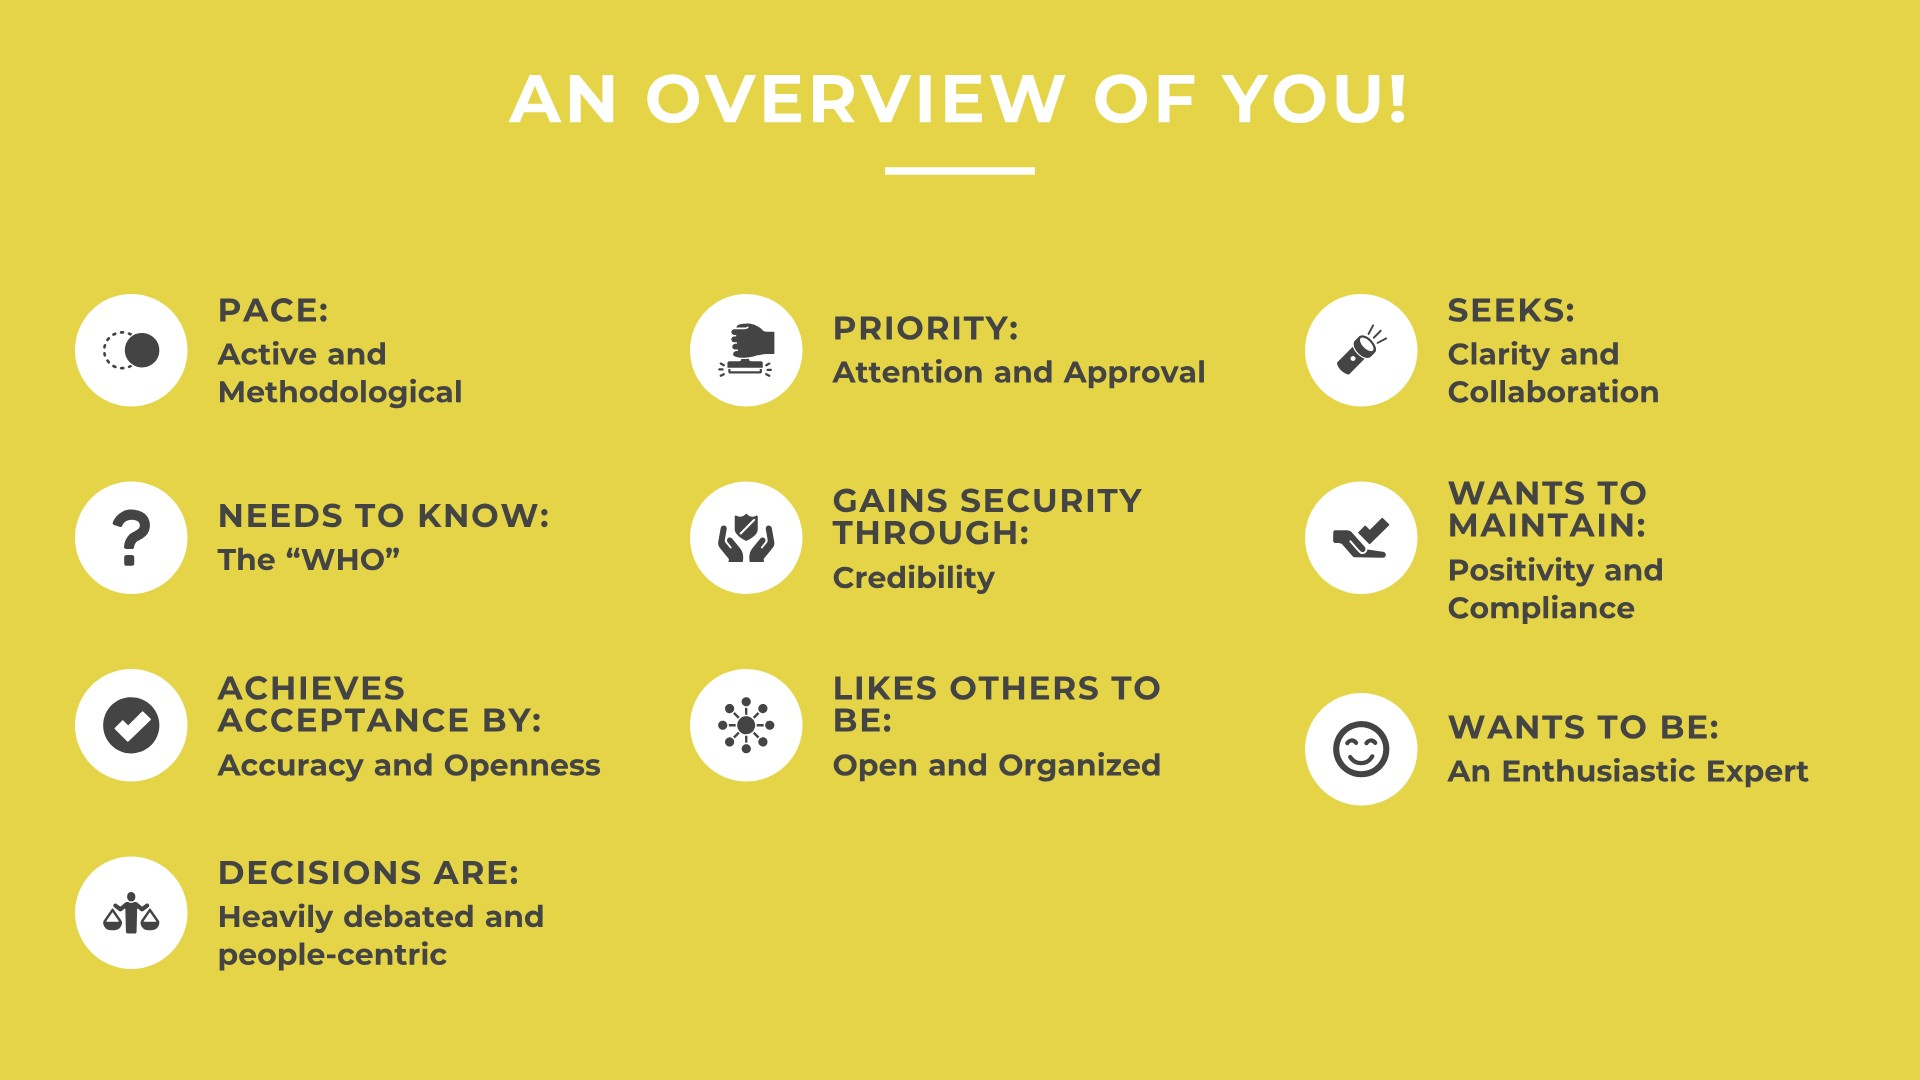 AN OVERVIEW OF YOU!
PACE:
Active and
Methodological
PRIORITY:
Attention and Approval
SEEKS:
Clarity and
Collaboration
NEEDS TO KNOW:
The “WHO”
GAINS SECURITY
THROUGH:
Credibility
WANTS TO
MAINTAIN:
Positivity and
Compliance
ACHIEVES
ACCEPTANCE BY:
Accuracy and Openness
LIKES OTHERS TO
BE:
Open and Organized
WANTS TO BE:
An Enthusiastic Expert
DECISIONS ARE:
Heavily debated and
people-centric